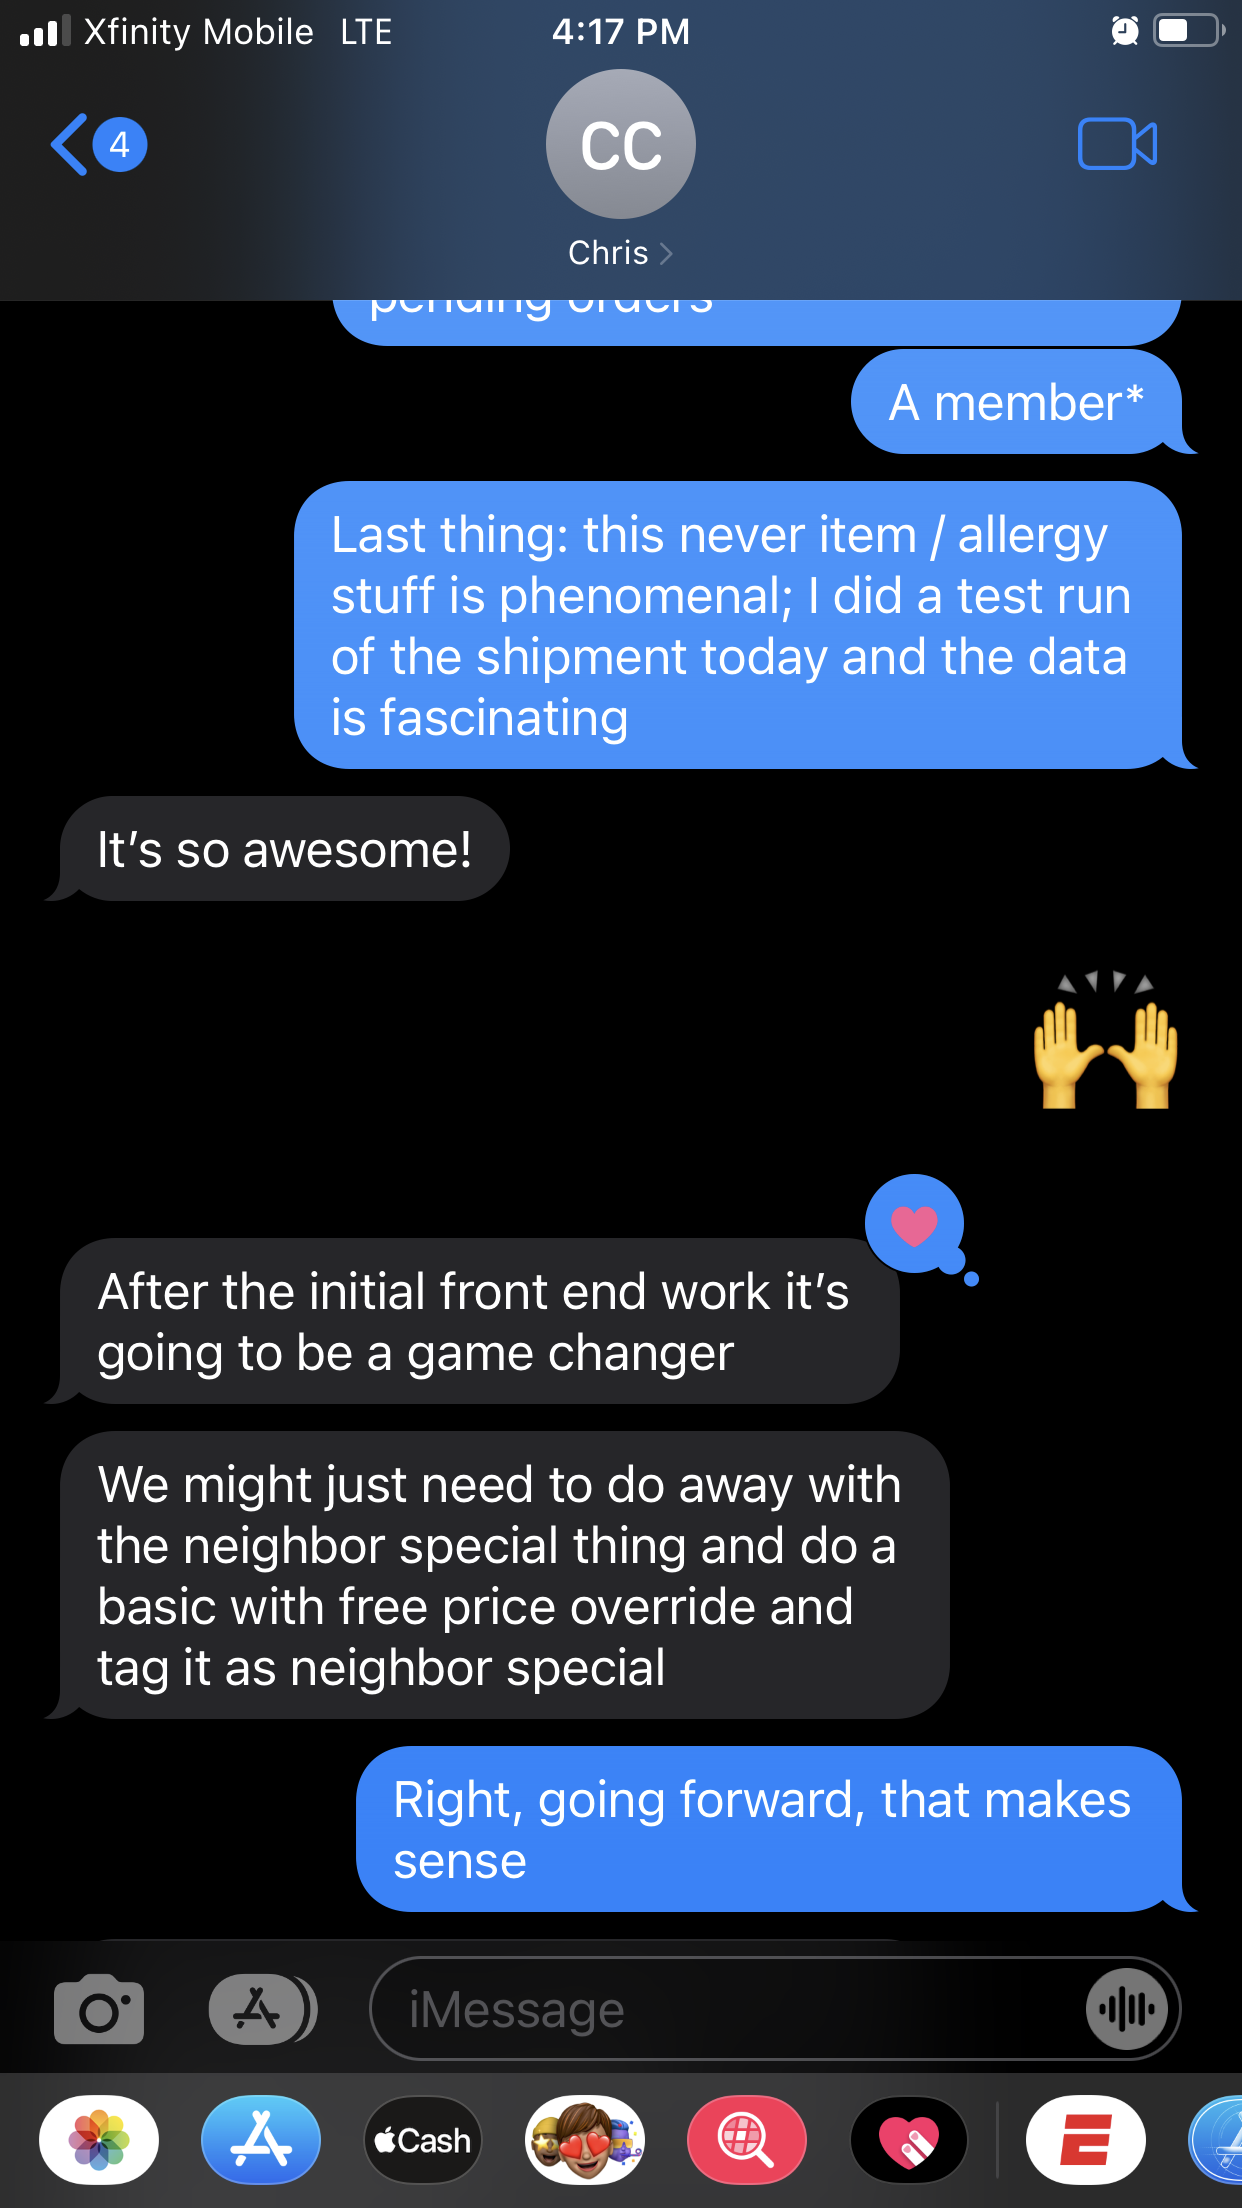 Xfinity Mobile LTE 4:17 PM
4
CC
Chris
pending orders
A member*
Last thing: this never item / allergy
stuff is phenomenal; I did a test run
of the shipment today and the data
is fascinating
It's so awesome!
After the initial front end work it's
going to be a game changer
We might just need to do away with
the neighbor special thing and do a
basic with free price override and
tag it as neighbor special
Right, going forward, that makes
sense
iMessage
Cash